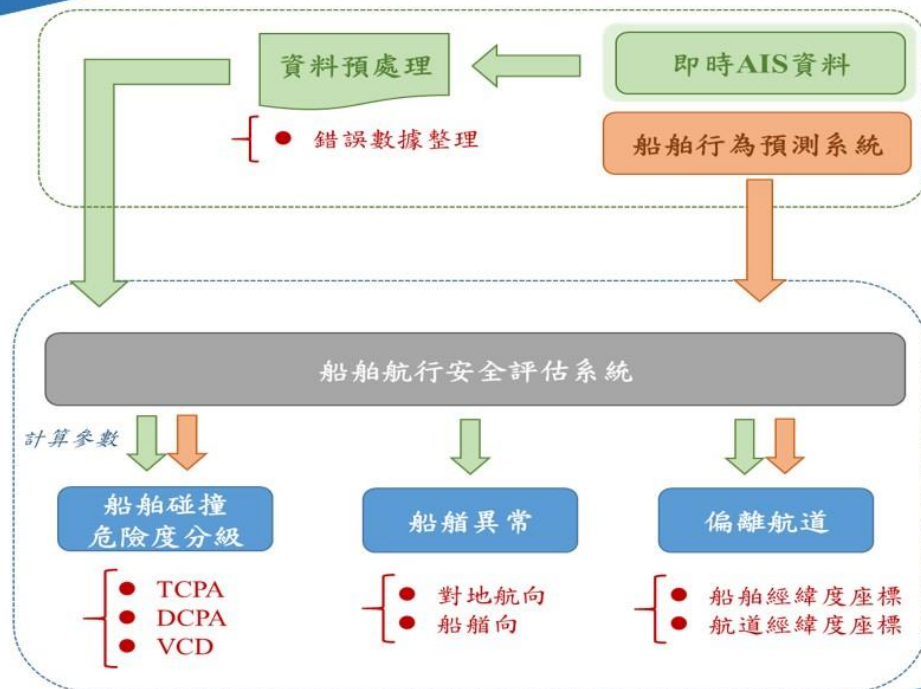 資料預處理
即時AIS資料
錯誤數據整理
船舶行為預測系統
船舶航行安全評估系統
計算參數
船舶碰撞
危險度分級
船艏異常
偏離航道
TCPA
DCPA
VCD
對地航向
船艏向
船舶經緯度座標
航道經緯度座標